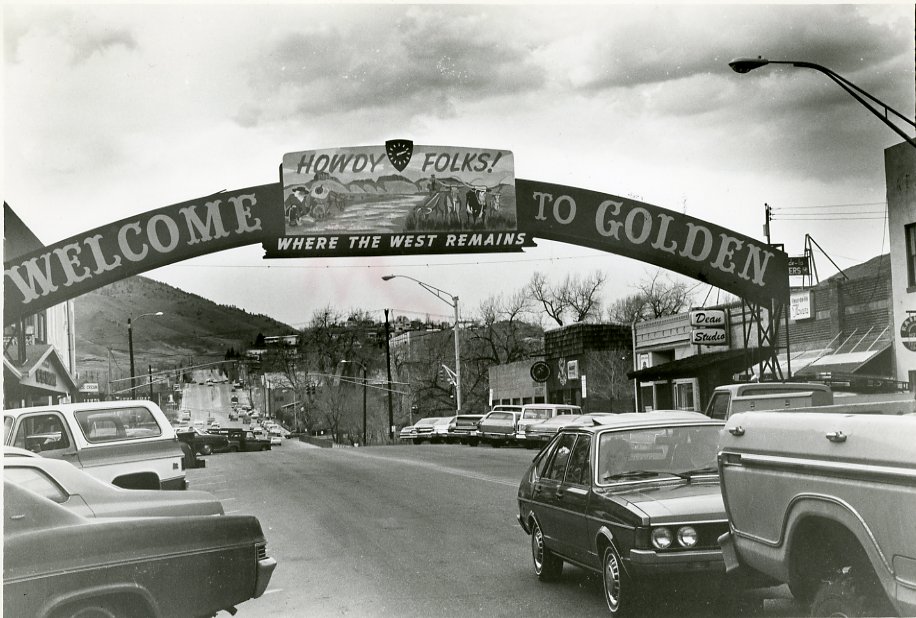 HOWDY FOLKS!
WELCOME TO GOLDEN
WHERE THE WEST REMAINS
Dean
Studio